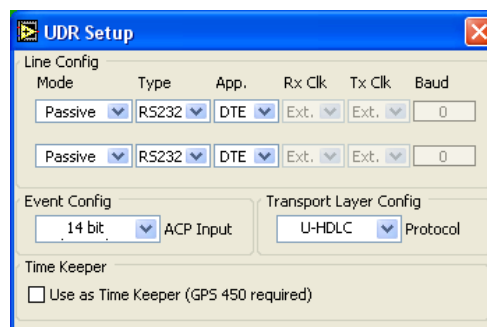 UDR Setup
Line Config
Mode Type App. Rx Clk Tx Clk Baud
Passive RS232 DTE Ext. Ext. 0
Passive RS232 DTE Ext. Ext. 0
Event Config
14 bit ACP Input
Transport Layer Config
U-HDLC Protocol
Time Keeper
Use as Time Keeper (GPS 450 required)